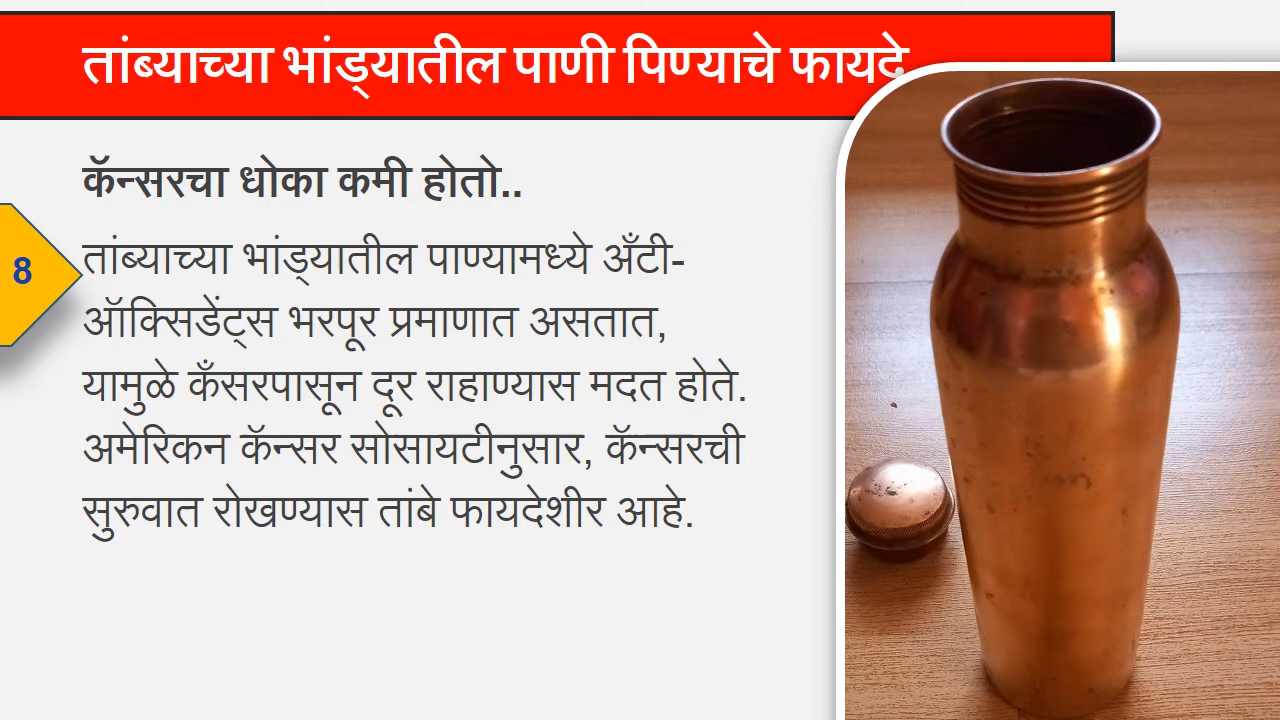 तांब्याच्या भांड्यातील पाणी पिण्याचे फायदे
कॅन्सरचा धोका कमी होतो..
8
तांब्याच्या भांड्यातील पाण्यामध्ये अँटी-
ऑक्सिडेंट्स भरपूर प्रमाणात असतात,
यामुळे कँसरपासून दूर राहाण्यास मदत होते.
अमेरिकन कॅन्सर सोसायटीनुसार, कॅन्सरची
सुरुवात रोखण्यास तांबे फायदेशीर आहे.